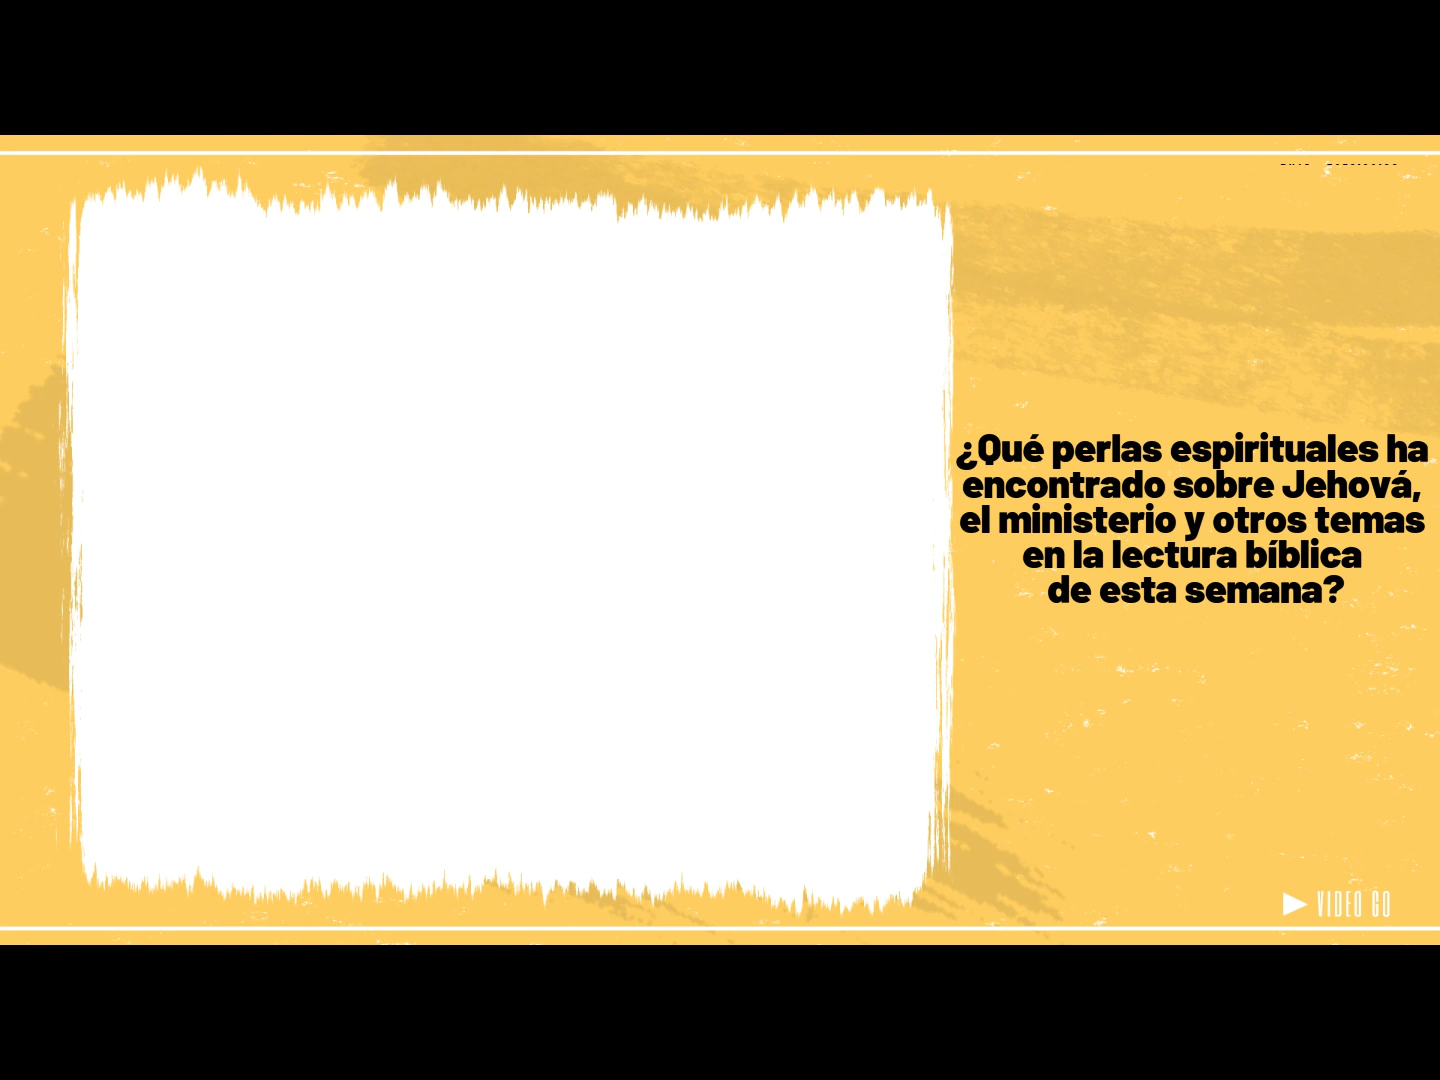 ¿Qué perlas espirituales ha
encontrado sobre Jehová,
el ministerio y otros temas
en la lectura bíblica
de esta semana?
VIDEO GO